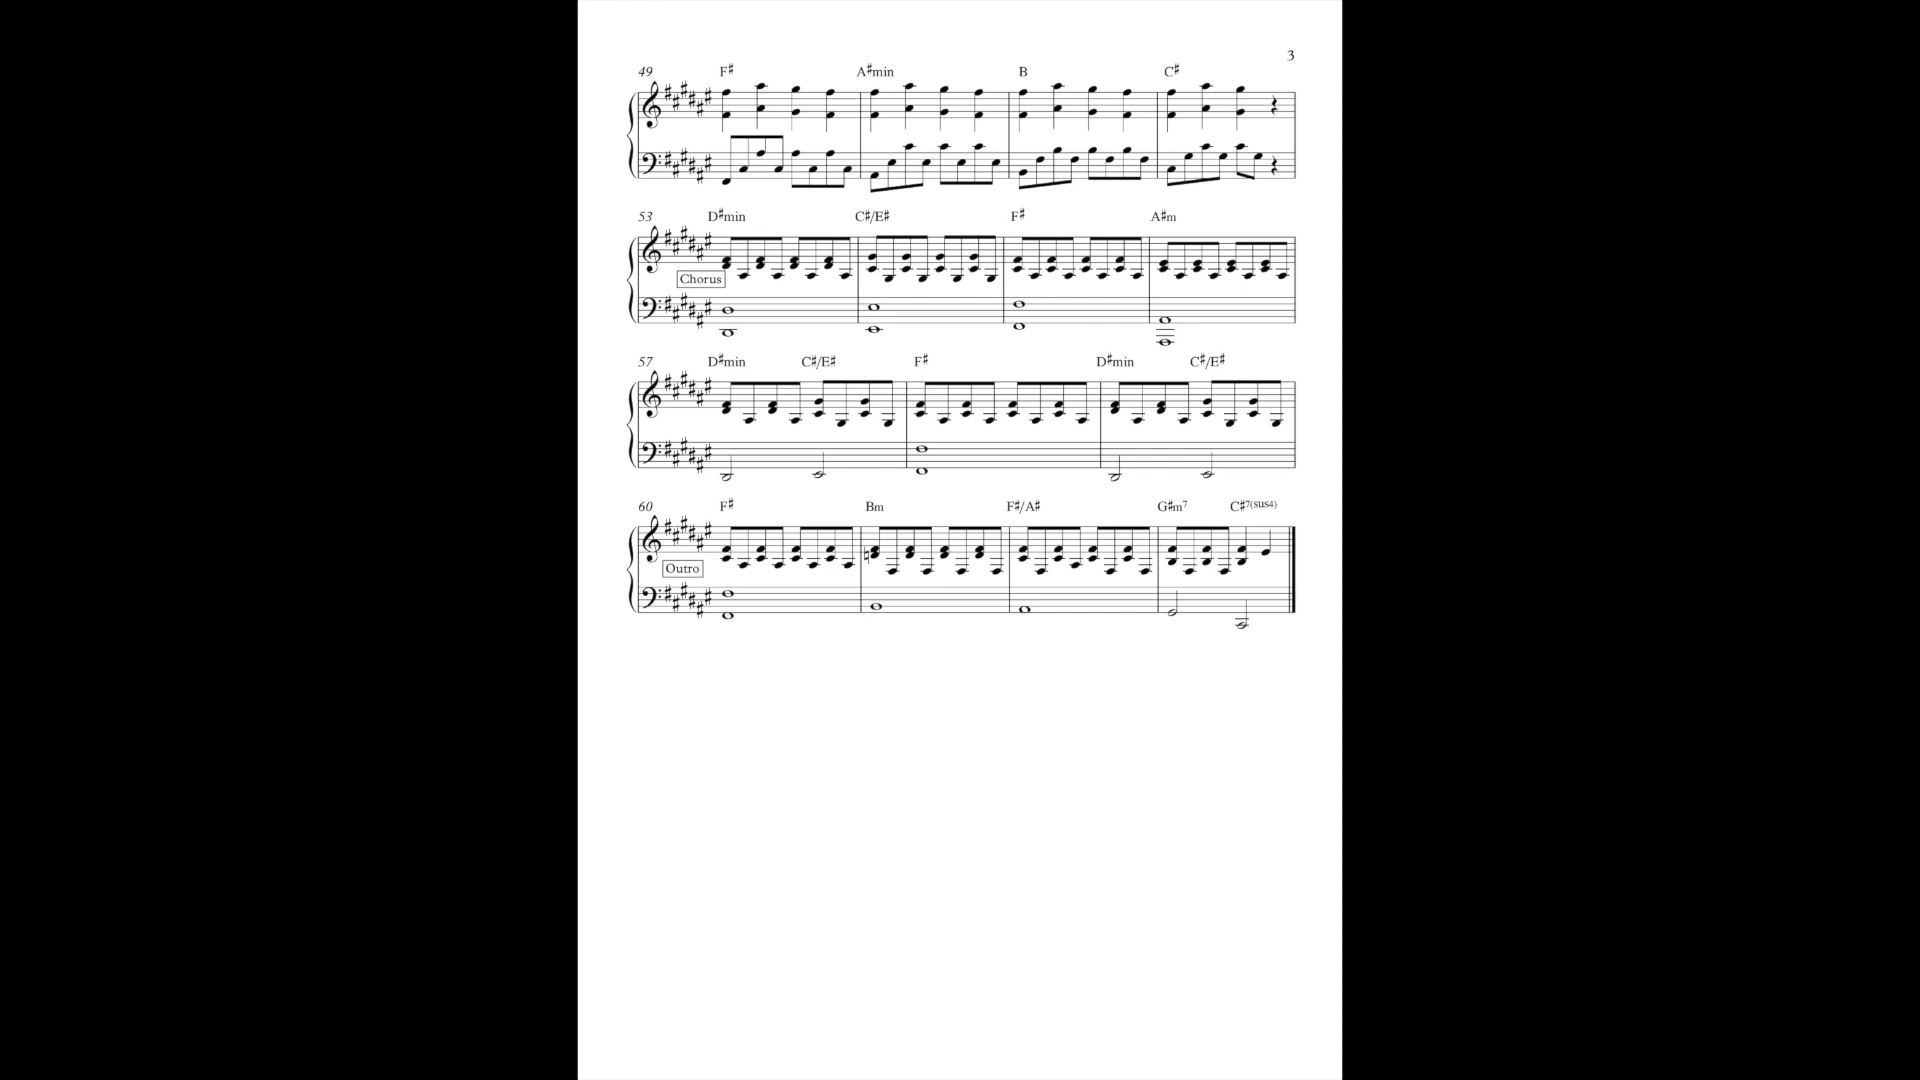 3
49 F♯ A♯min B C♯
53 D♯min C♯/E♯ F♯ A♯m
Chorus
57 D♯min C♯/E♯ F♯ D♯min C♯/E♯
60 F♯ Bm F♯/A♯ G♯m7 C♯7(sus4)
Outro